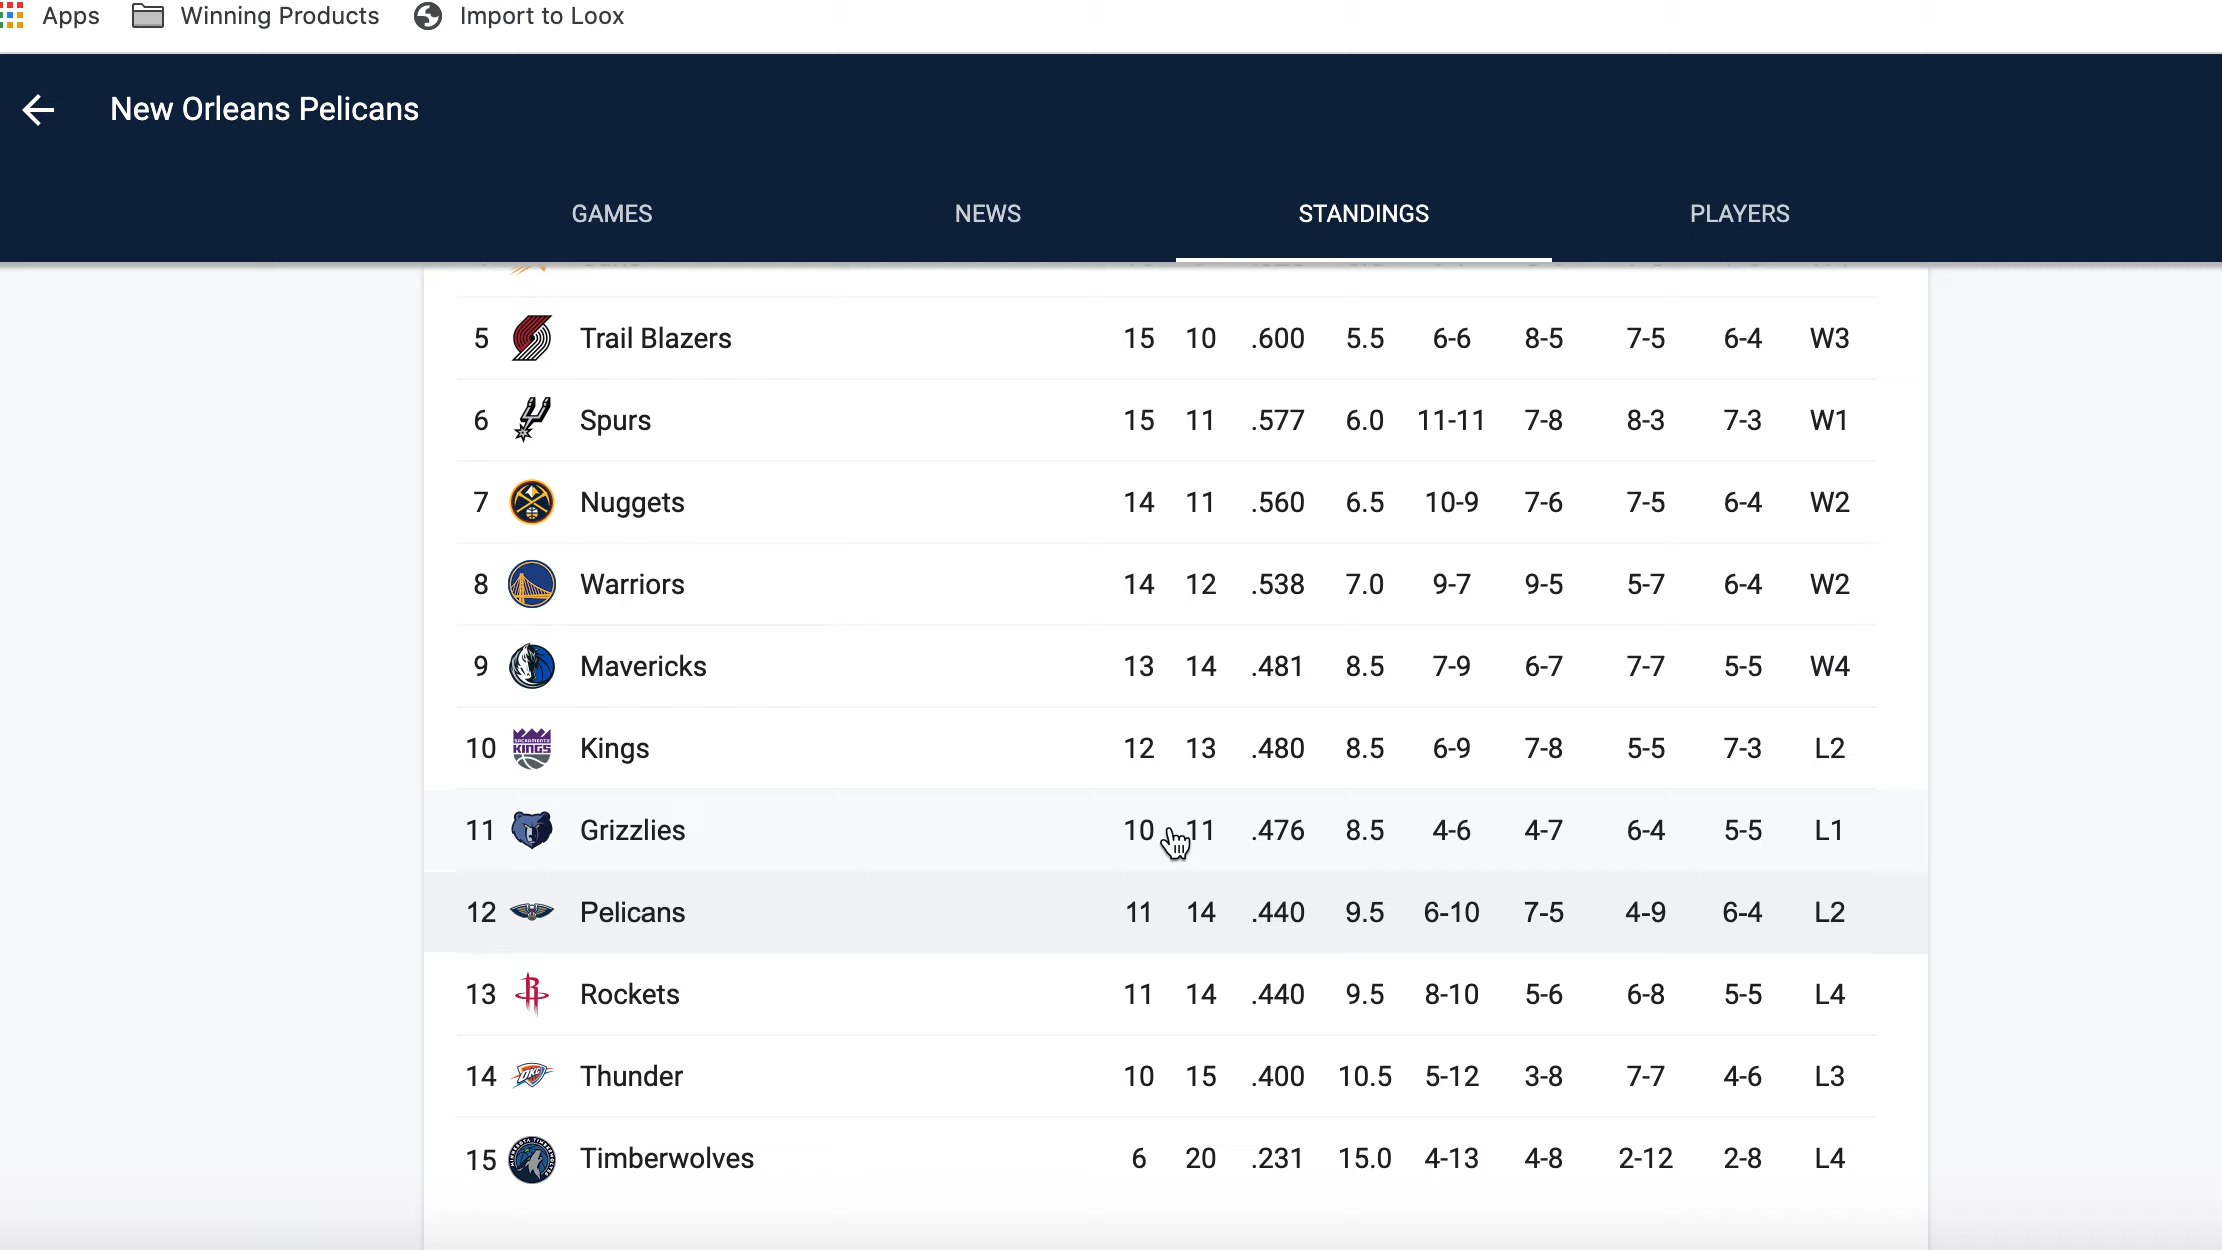 Apps Winning Products Import to Loox
New Orleans Pelicans
GAMES NEWS STANDINGS PLAYERS
5 Trail Blazers 15 10 .600 5.5 6-6 8-5 7-5 6-4 W3
6 Spurs 15 11 .577 6.0 11-11 7-8 8-3 7-3 W1
7 Nuggets 14 11 .560 6.5 10-9 7-6 7-5 6-4 W2
8 Warriors 14 12 .538 7.0 9-7 9-5 5-7 6-4 W2
9 Mavericks 13 14 .481 8.5 7-9 6-7 7-7 5-5 W4
10 Kings 12 13 .480 8.5 6-9 7-8 5-5 7-3 L2
11 Grizzlies 10 11 .476 8.5 4-6 4-7 6-4 5-5 L1
12 Pelicans 11 14 .440 9.5 6-10 7-5 4-9 6-4 L2
13 Rockets 11 14 .440 9.5 8-10 5-6 6-8 5-5 L4
14 Thunder 10 15 .400 10.5 5-12 3-8 7-7 4-6 L3
15 Timberwolves 6 20 .231 15.0 4-13 4-8 2-12 2-8 L4